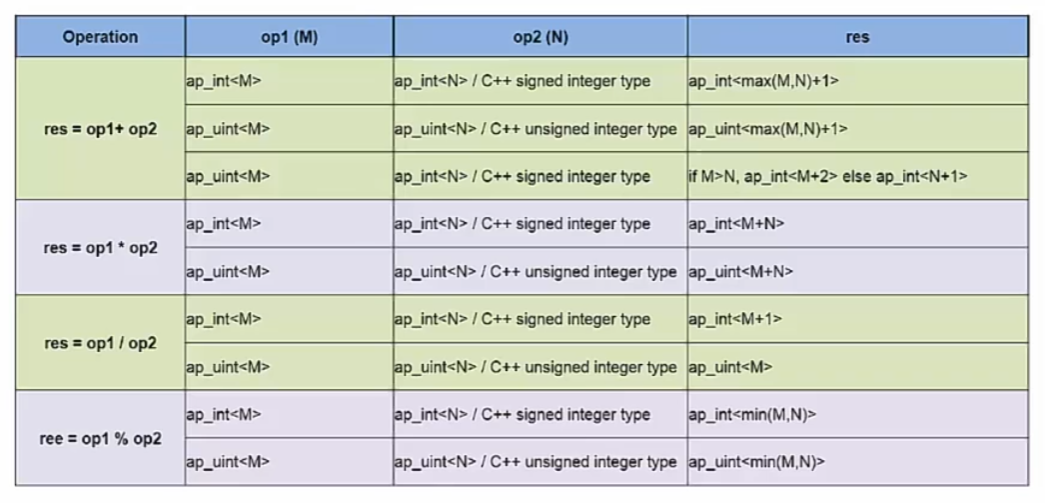 Operation op1 (M) op2 (N) res
ap_int<M> ap_int<N> / C++ signed integer type ap_int<max(M,N)+1>
res = op1+ op2 ap_uint<M> ap_uint<N> / C++ unsigned integer type ap_uint<max(M,N)+1>
ap_uint<M> ap_int<N> / C++ signed integer type if M>N, ap_int<M+2> else ap_int<N+1>
res = op1 * op2
ap_int<M> ap_int<N> / C++ signed integer type ap_int<M+N>
ap_uint<M> ap_uint<N> / C++ unsigned integer type ap_uint<M+N>
res = op1 / op2
ap_int<M> ap_int<N> / C++ signed integer type ap_int<M+1>
ap_uint<M> ap_uint<N> / C++ unsigned integer type ap_uint<M>
ree = op1 % op2
ap_int<M> ap_int<N> / C++ signed integer type ap_int<min(M,N)>
ap_uint<M> ap_uint<N> / C++ unsigned integer type ap_uint<min(M,N)>